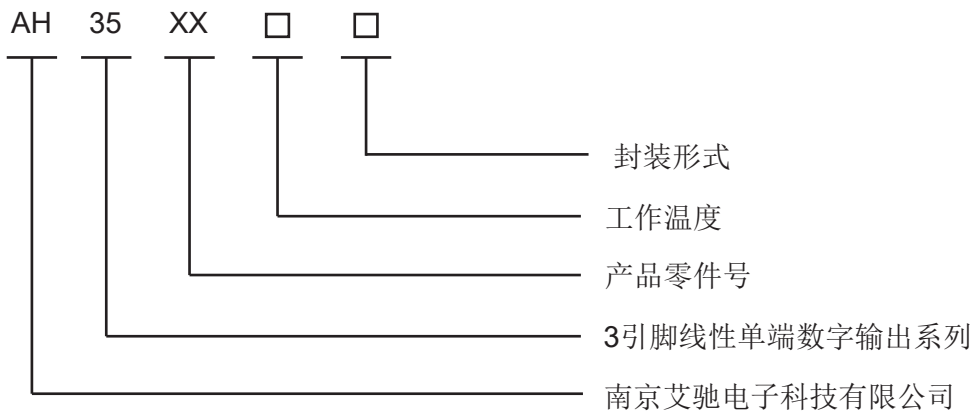 AH 35 XX □ □
封装形式
工作温度
产品零件号
3引脚线性单端数字输出系列
南京艾驰电子科技有限公司